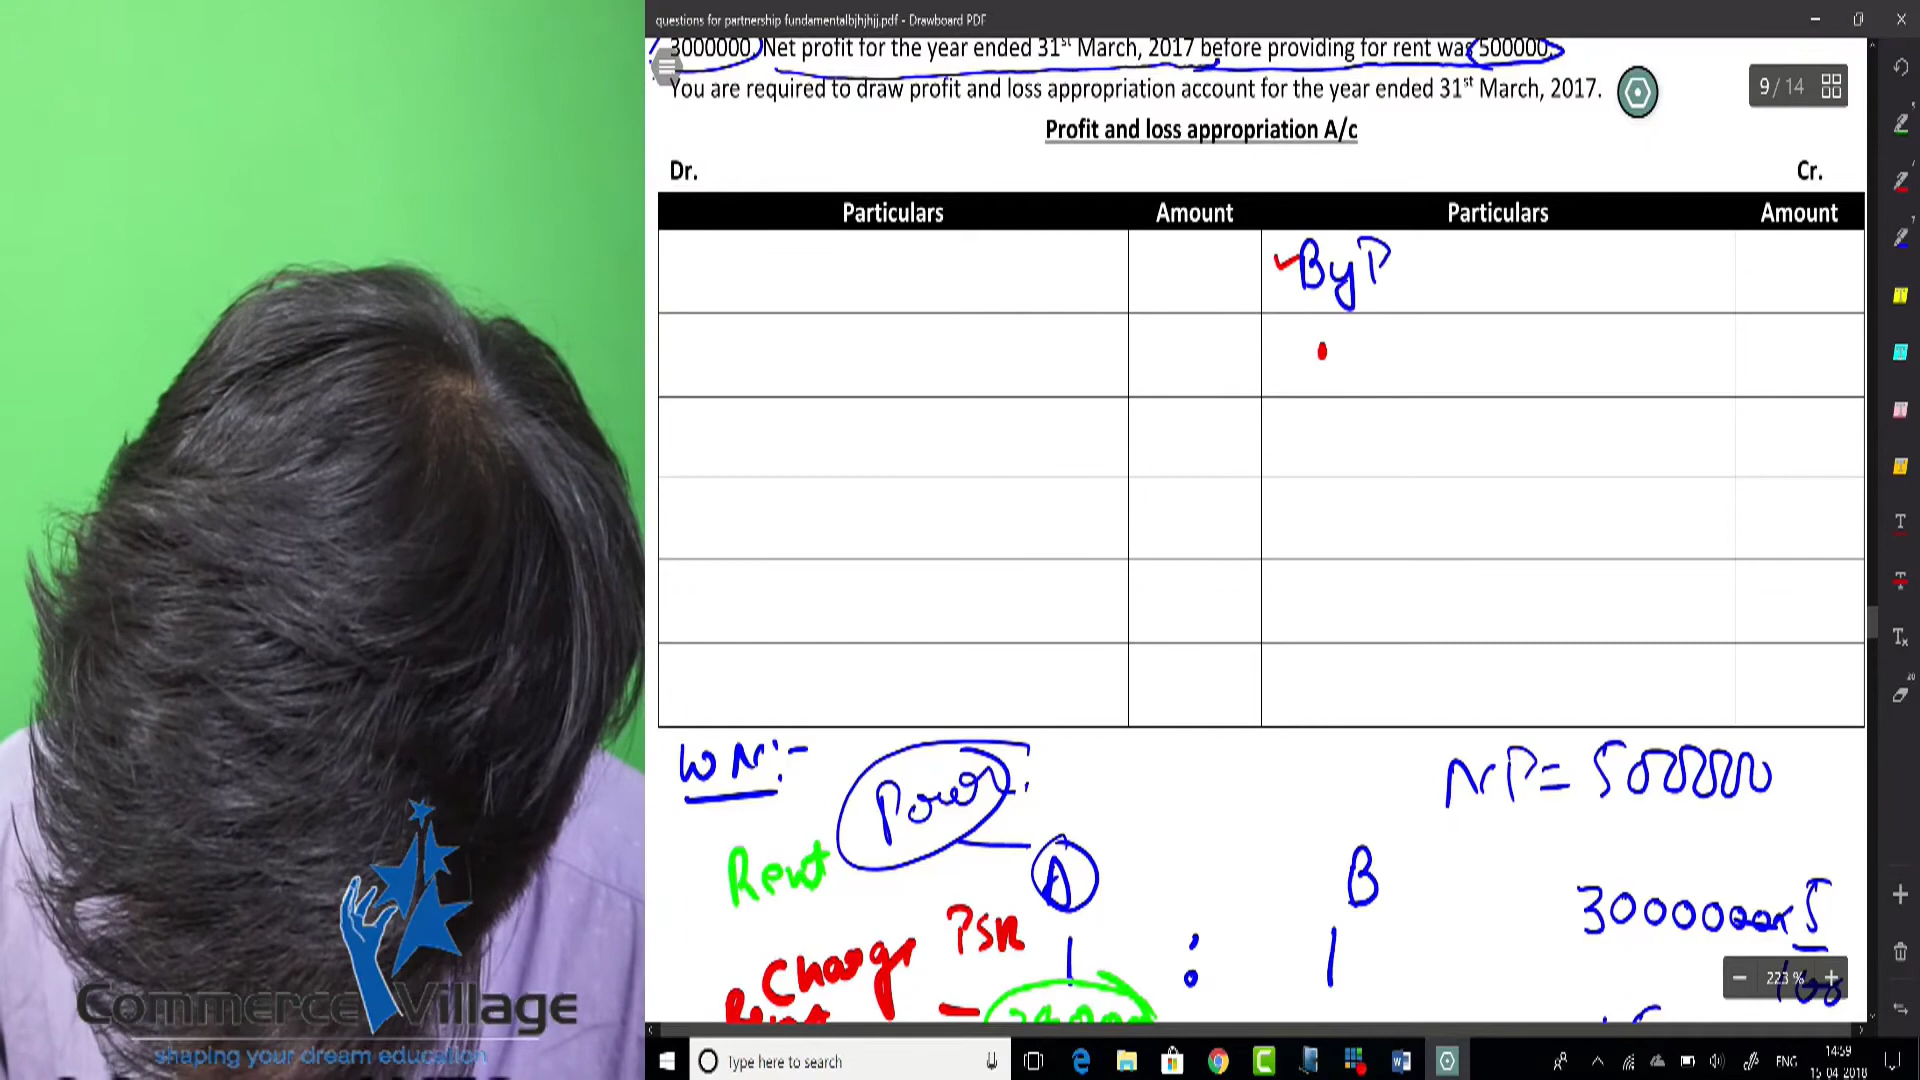 questions for partnership fundamentalbjhjhjj.pdf - Drawboard PDF
3000000. Net profit for the year ended 31st March, 2017 before providing for rent was 500000.
You are required to draw profit and loss appropriation account for the year ended 31st March, 2017.
9 / 14
Profit and loss appropriation A/c
Dr. Cr.
Particulars Amount Particulars Amount
By P
W N:-
NP= 500000
Rent
A B
3000000x 5
100
Charge PSR
1 : 1
223 %
Commerce Village
shaping your dream education
Type here to search
ENG
14:59
15-04-2018